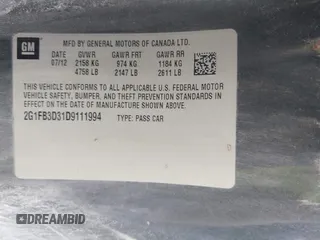 GM
MFD BY GENERAL MOTORS OF CANADA LTD.
DATE GVWR GAWR FRT GAWR RR
07/12 2158 KG 974 KG 1184 KG
4758 LB 2147 LB 2611 LB
THIS VEHICLE CONFORMS TO ALL APPLICABLE U.S. FEDERAL MOTOR
VEHICLE SAFETY, BUMPER, AND THEFT PREVENTION STANDARDS
IN EFFECT ON THE DATE OF MANUFACTURE SHOWN ABOVE.
2G1FB3D31D9111994 TYPE: PASS CAR
DREAMBID